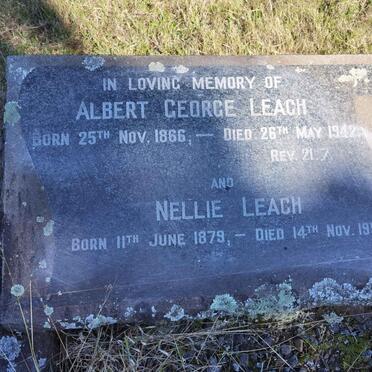 IN LOVING MEMORY OF
ALBERT GEORGE LEACH
BORN 25TH NOV. 1866, — DIED 26TH MAY 1942.
REV. 21.7
AND
NELLIE LEACH
BORN 11TH JUNE 1879, — DIED 14TH NOV.